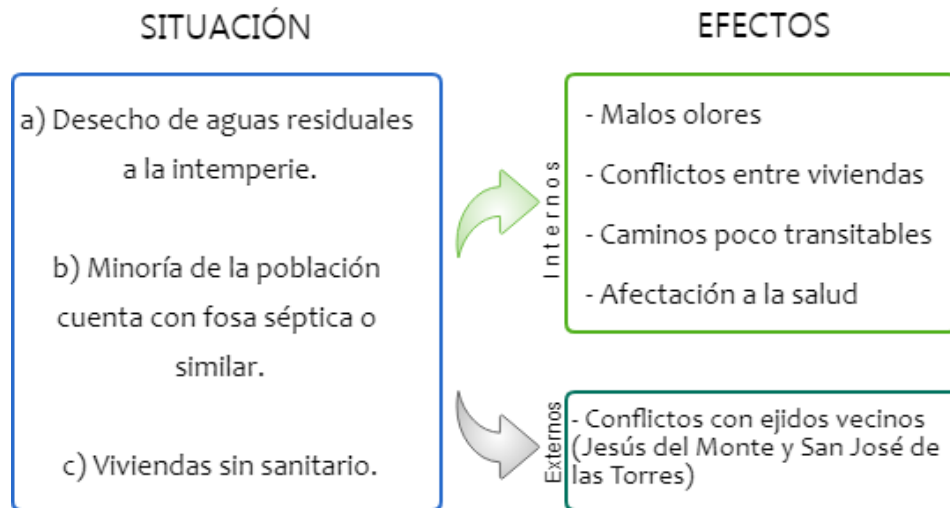 SITUACIÓN
a) Desecho de aguas residuales
a la intemperie.
b) Minoría de la población
cuenta con fosa séptica o
similar.
c) Viviendas sin sanitario.
EFECTOS
Internos
- Malos olores
- Conflictos entre viviendas
- Caminos poco transitables
- Afectación a la salud
Externos
- Conflictos con ejidos vecinos
(Jesús del Monte y San José de
las Torres)